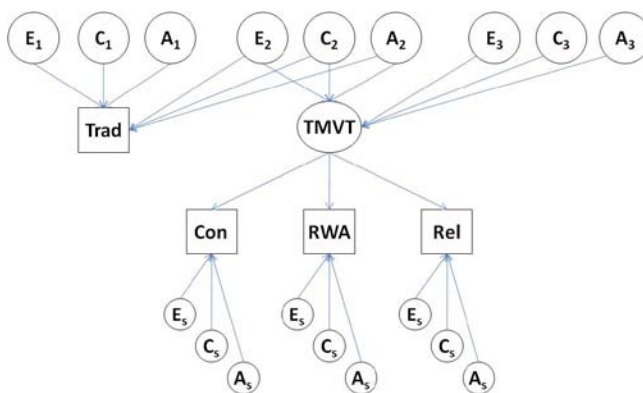 E₁ C₁ A₁ E₂ C₂ A₂ E₃ C₃ A₃
Trad TMVT
Con RWA Rel
Eₛ Eₛ Eₛ
Cₛ Cₛ Cₛ
Aₛ Aₛ Aₛ